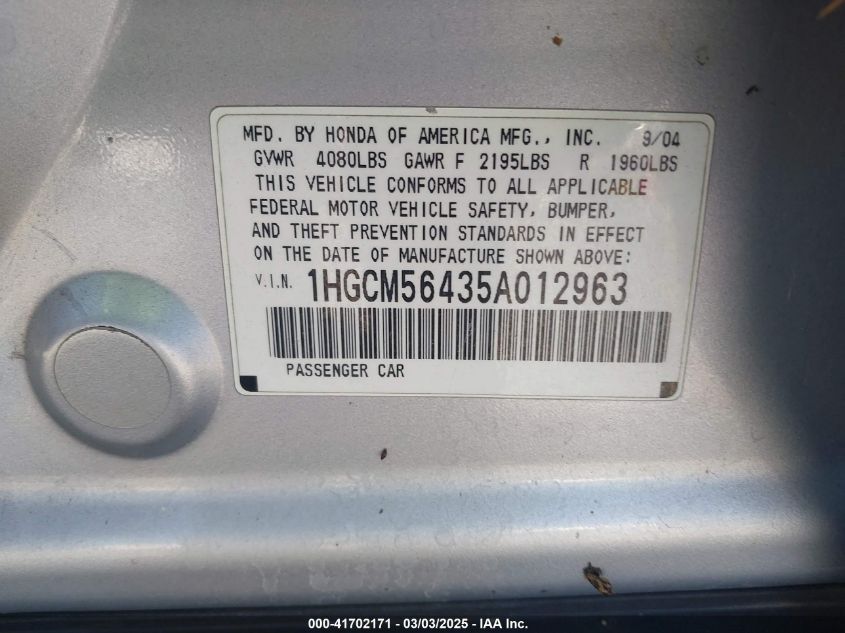 MFD. BY HONDA OF AMERICA MFG., INC. 9/04
GVWR 4080LBS GAWR F 2195LBS R 1960LBS
THIS VEHICLE CONFORMS TO ALL APPLICABLE
FEDERAL MOTOR VEHICLE SAFETY, BUMPER,
AND THEFT PREVENTION STANDARDS IN EFFECT
ON THE DATE OF MANUFACTURE SHOWN ABOVE:
V.I.N. 1HGCM56435A012963
PASSENGER CAR
000-41702171 - 03/03/2025 - IAA Inc.